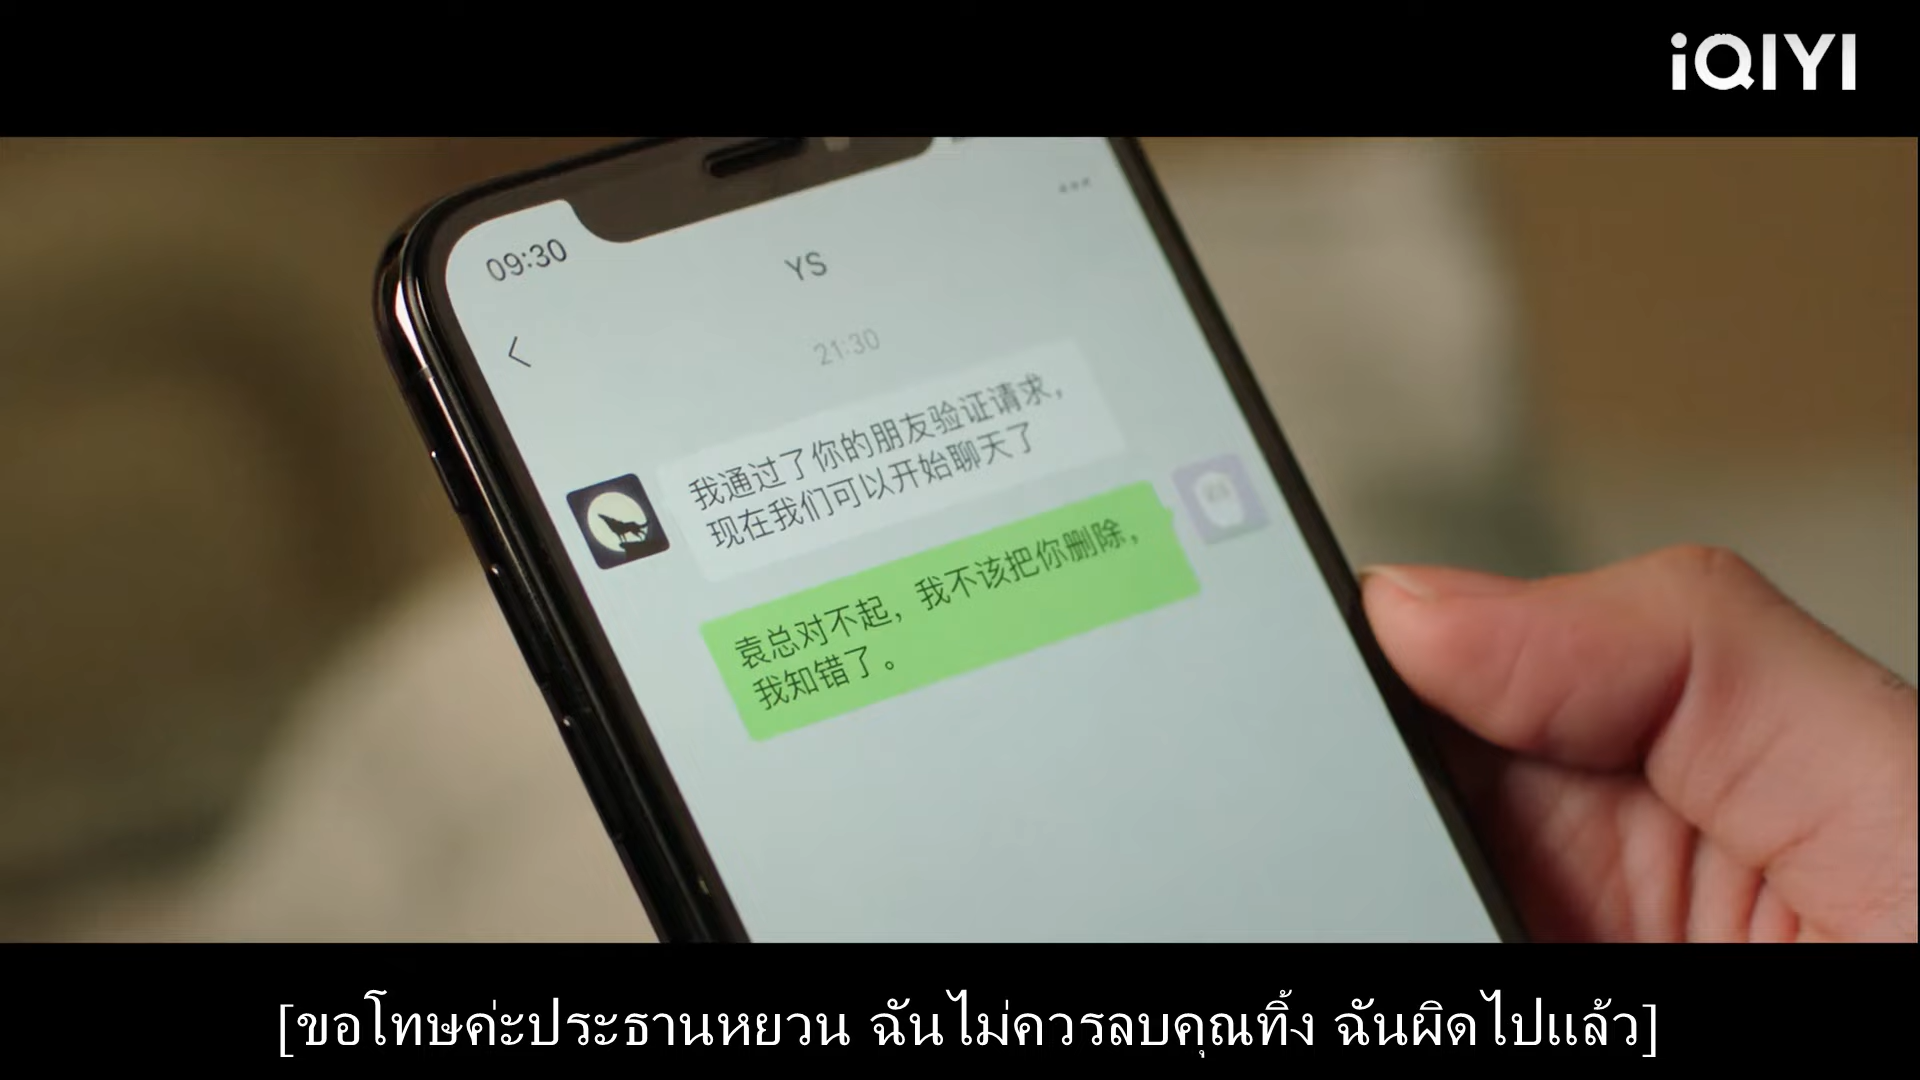 iQIYI
09:30
YS
21:30
我通过了你的朋友验证请求，
现在我们可以开始聊天了
袁总对不起，我不该把你删除，
我知错了。
[ขอโทษค่ะประธานหยวน ฉันไม่ควรลบคุณทิ้ง ฉันผิดไปแล้ว]